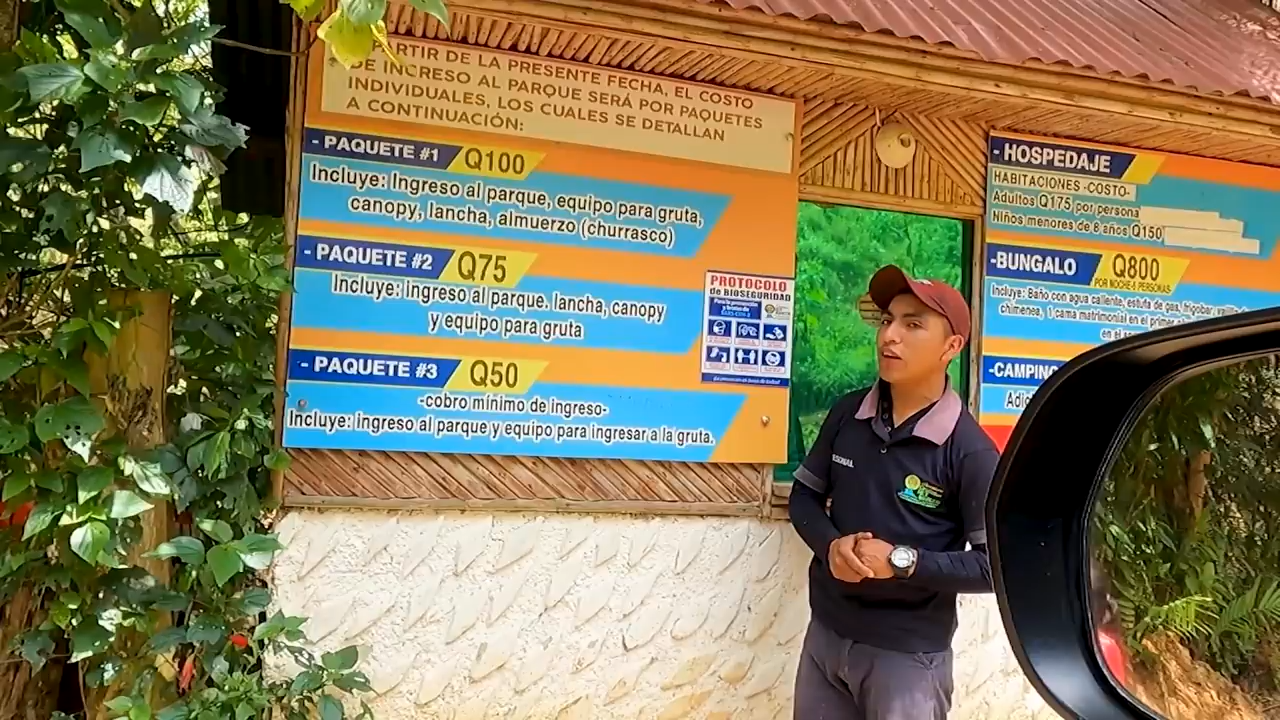 PARTIR DE LA PRESENTE FECHA, EL COSTO
DE INGRESO AL PARQUE SERÁ POR PAQUETES
INDIVIDUALES, LOS CUALES SE DETALLAN
A CONTINUACIÓN:
- PAQUETE #1 Q100
Incluye: Ingreso al parque, equipo para gruta,
canopy, lancha, almuerzo (churrasco)
- PAQUETE #2 Q75
Incluye: ingreso al parque, lancha, canopy
y equipo para gruta
- PAQUETE #3 Q50
-cobro mínimo de ingreso-
Incluye: ingreso al parque y equipo para ingresar a la gruta.
PROTOCOLO
de BIOSEGURIDAD
- HOSPEDAJE
HABITACIONES -COSTO-
Adultos Q175 por persona
Niños menores de 8 años Q150
-BUNGALO Q800
POR NOCHE-5 PERSONAS
Incluye: Baño con agua caliente, estufa de gas, frigobar,
chimenea, 1 cama matrimonial en el primer
en el